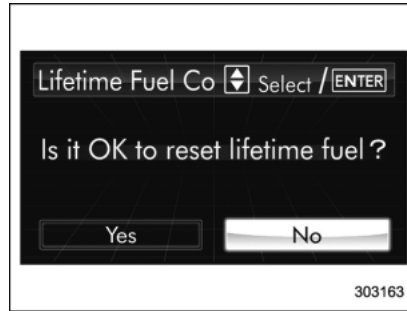 Lifetime Fuel Co Select / ENTER
Is it OK to reset lifetime fuel ?
Yes No
303163